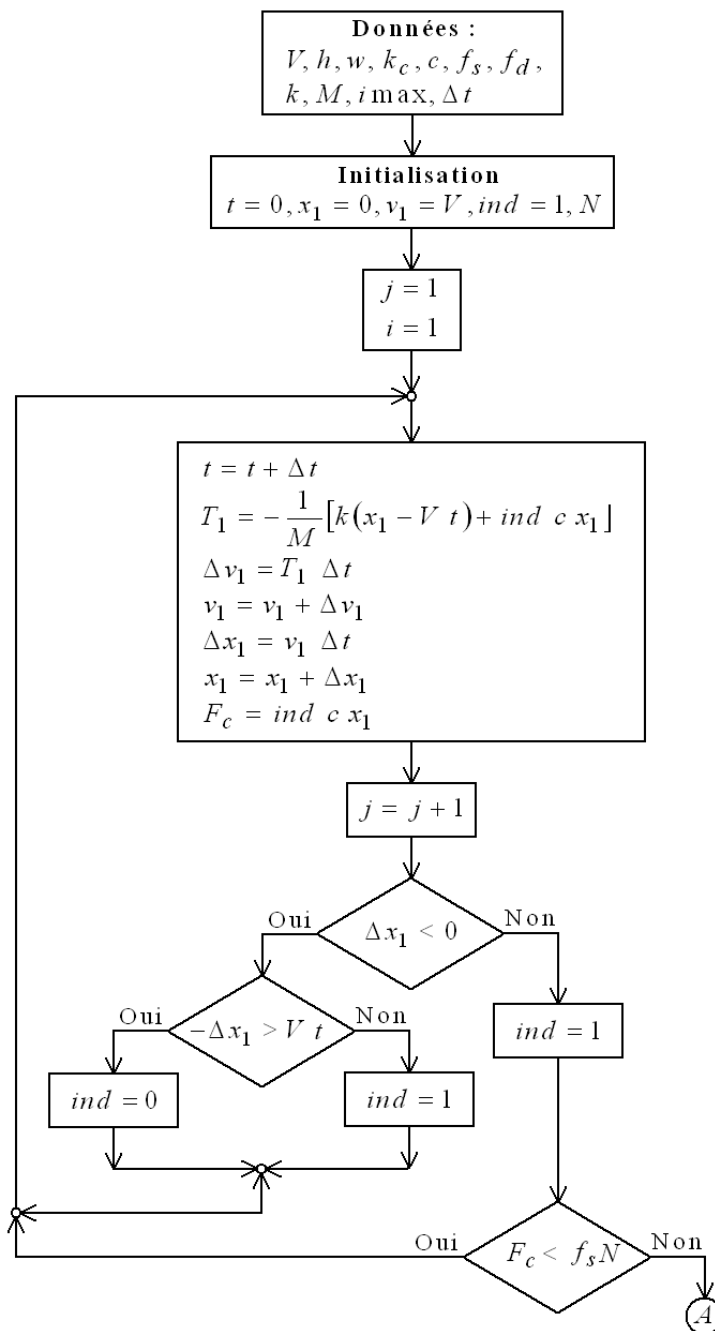 Données :
V, h, w, k_c, c, f_s, f_d,
k, M, i max, Δt
Initialisation
t = 0, x_1 = 0, v_1 = V, ind = 1, N
j = 1
i = 1
t = t + Δt
T_1 = −1/M [k(x_1 − V t) + ind c x_1⌋
Δv_1 = T_1 Δt
v_1 = v_1 + Δv_1
Δx_1 = v_1 Δt
x_1 = x_1 + Δx_1
F_c = ind c x_1
j = j + 1
Oui
Δx_1 < 0
Non
Oui
−Δx_1 > V t
Non
ind = 1
ind = 0
ind = 1
Oui
F_c < f_s N
Non
A